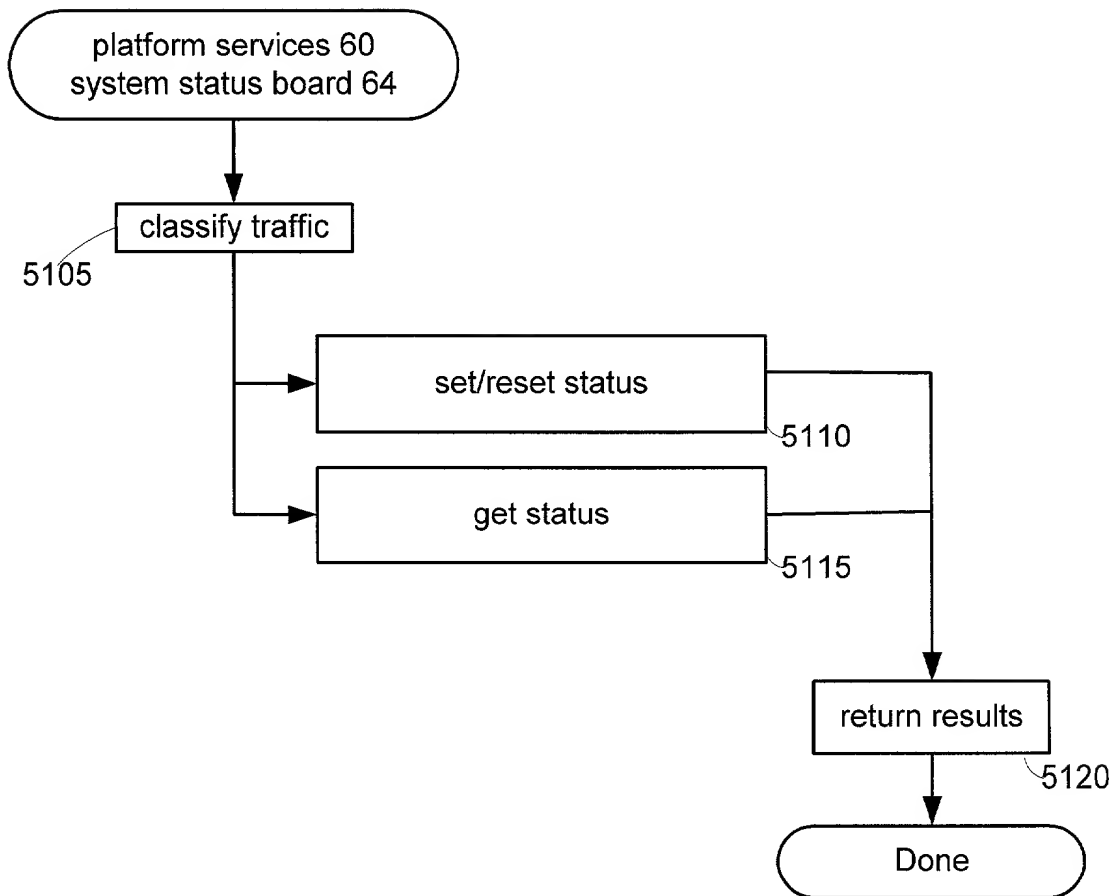 platform services 60
system status board 64
classify traffic
5105
set/reset status
5110
get status
5115
return results
5120
Done